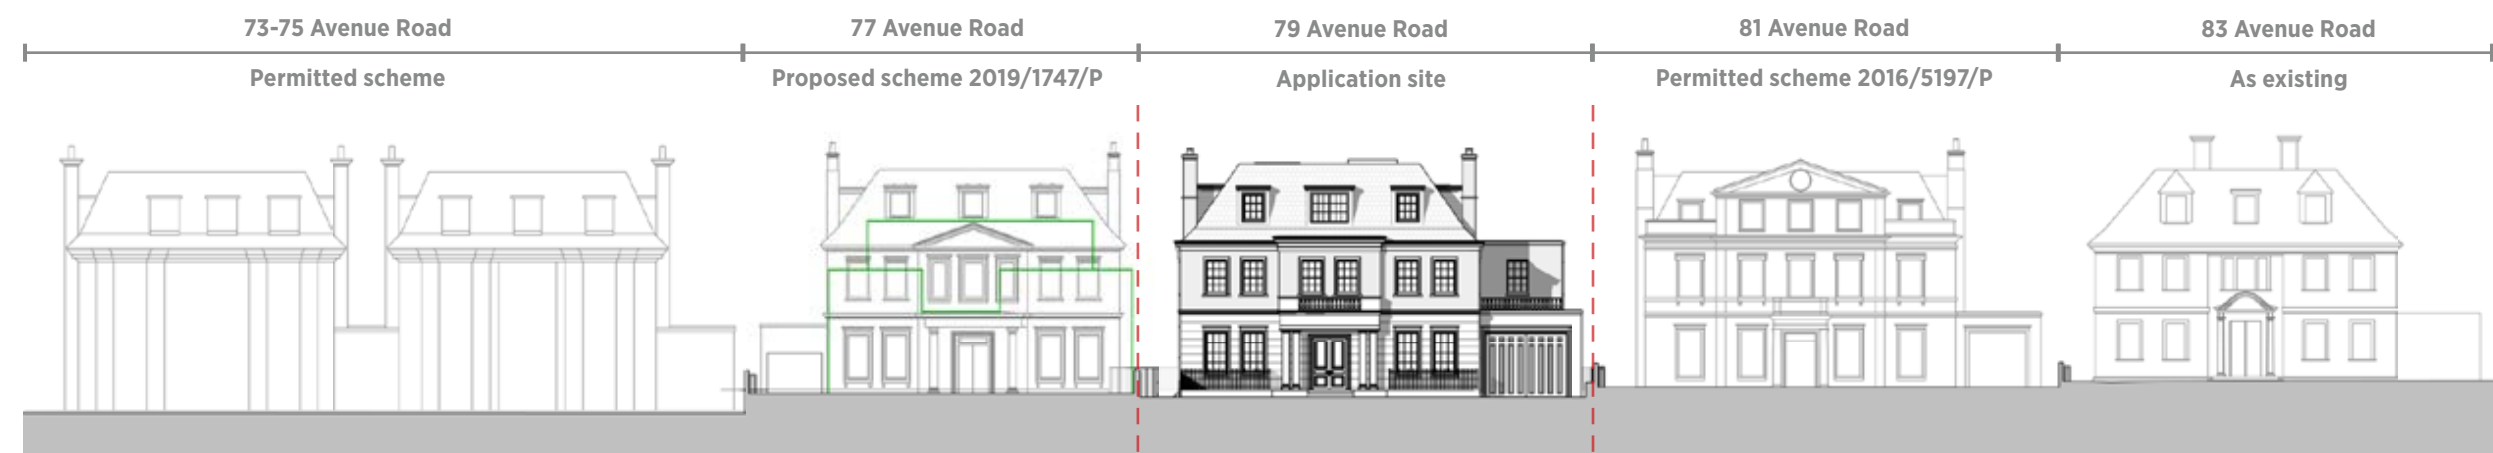 73-75 Avenue Road
77 Avenue Road
79 Avenue Road
81 Avenue Road
83 Avenue Road
Permitted scheme
Proposed scheme 2019/1747/P
Application site
Permitted scheme 2016/5197/P
As existing